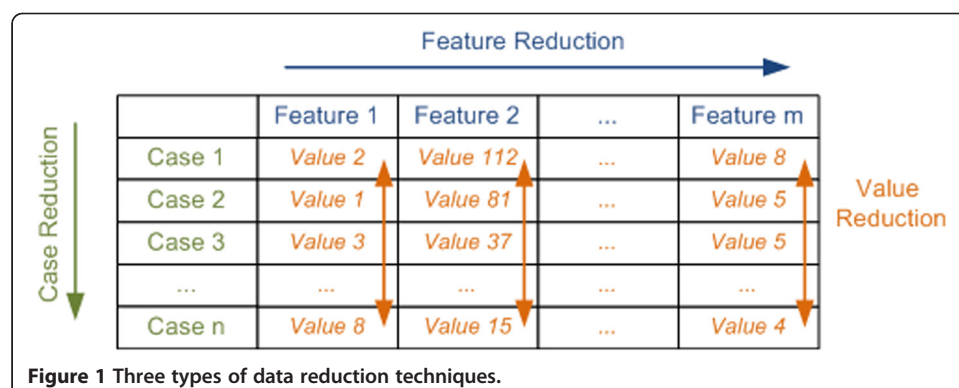 Feature Reduction
Case Reduction
Feature 1 Feature 2 ... Feature m
Case 1 Value 2 Value 112 ... Value 8
Case 2 Value 1 Value 81 ... Value 5
Case 3 Value 3 Value 37 ... Value 5
... ... ... ... ...
Case n Value 8 Value 15 ... Value 4
Value
Reduction
Figure 1 Three types of data reduction techniques.